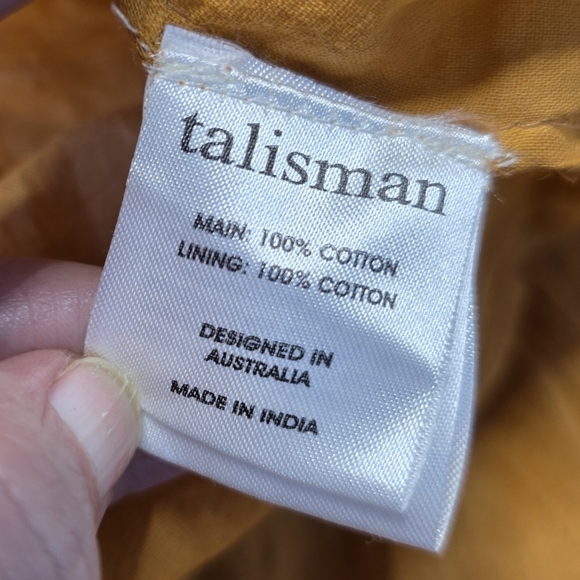 talisman
MAIN: 100% COTTON
LINING: 100% COTTON
DESIGNED IN
AUSTRALIA
MADE IN INDIA